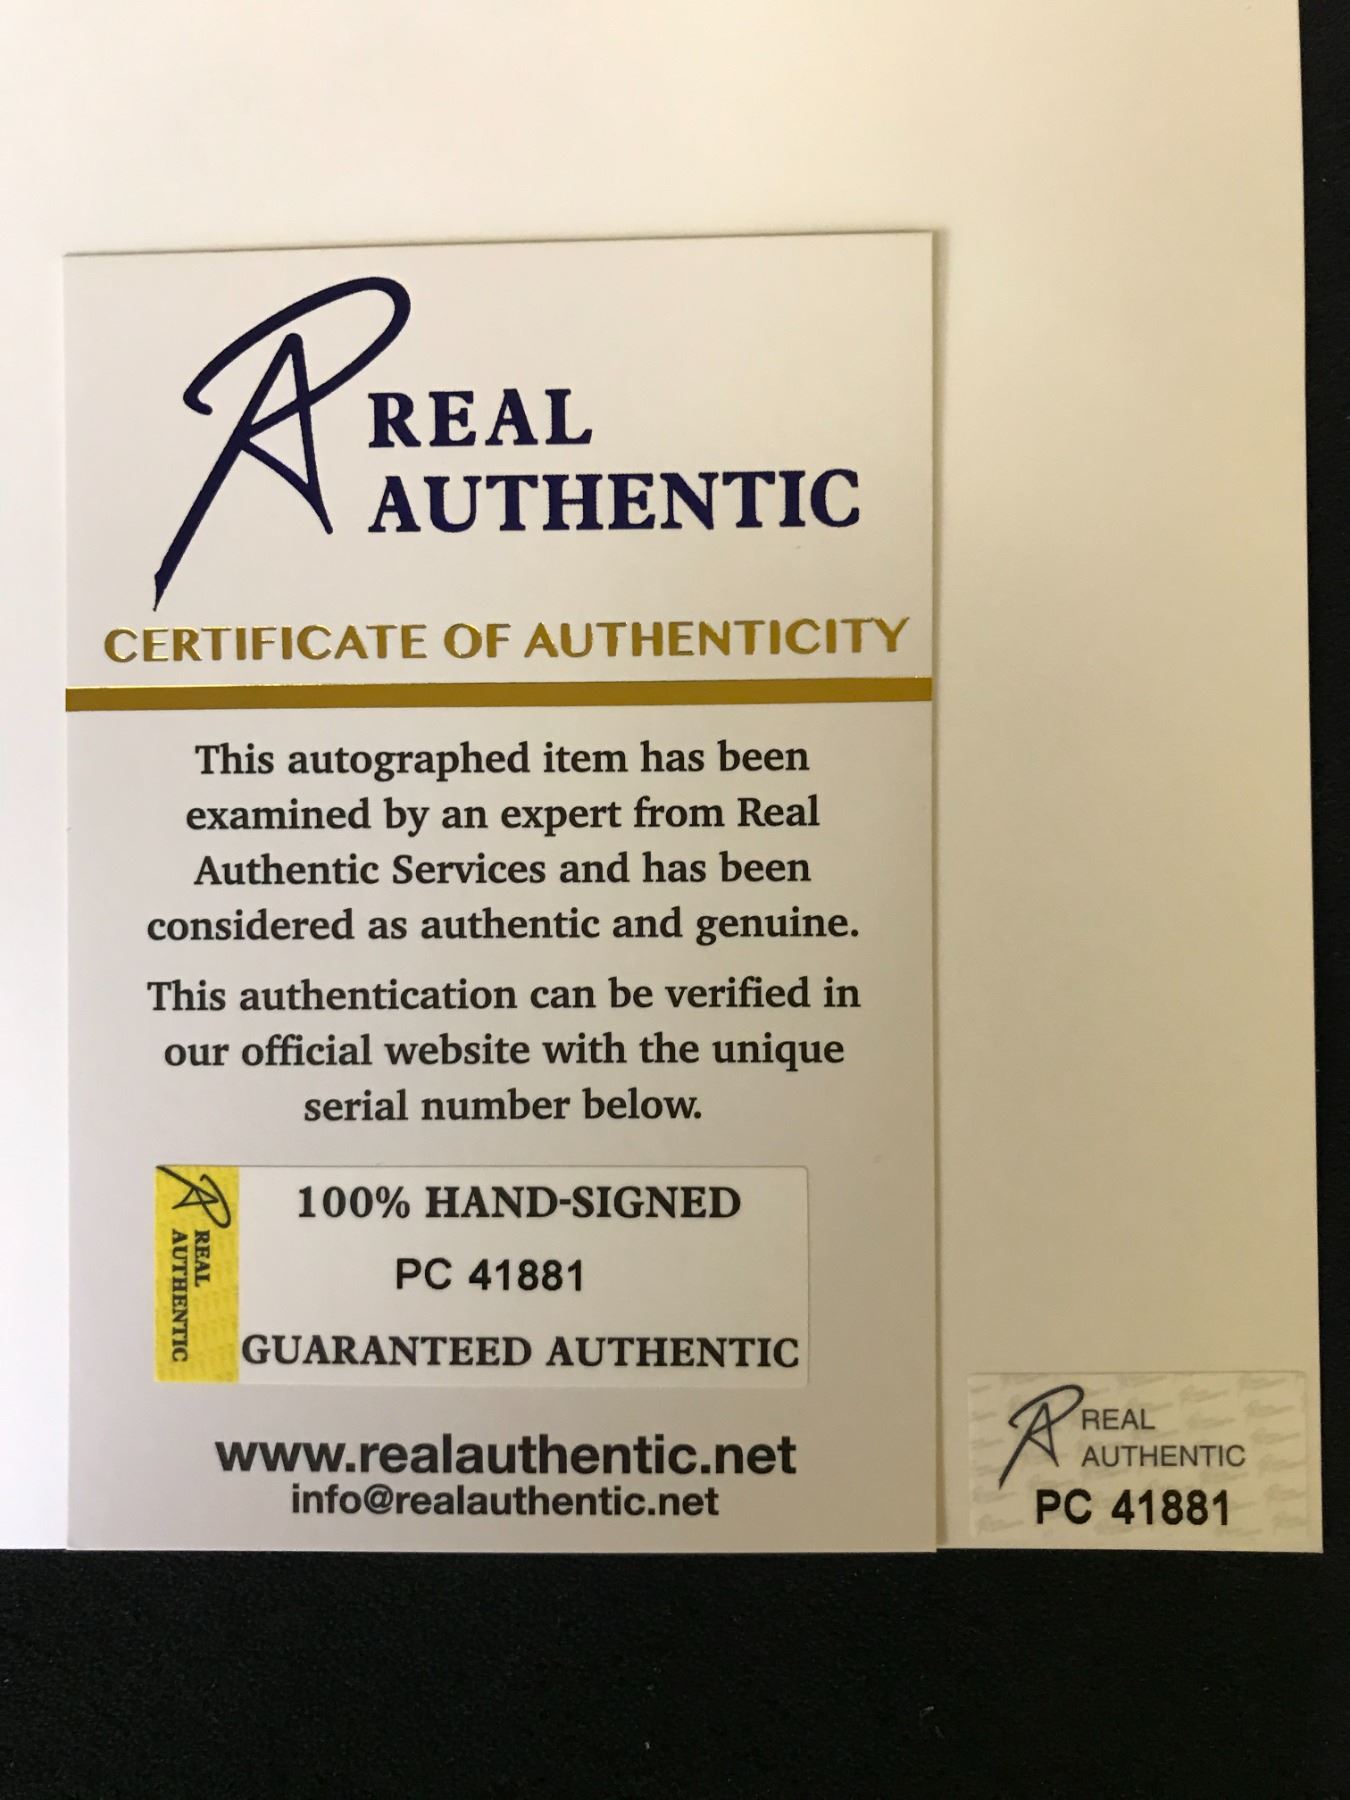 REAL
AUTHENTIC
CERTIFICATE OF AUTHENTICITY
This autographed item has been
examined by an expert from Real
Authentic Services and has been
considered as authentic and genuine.
This authentication can be verified in
our official website with the unique
serial number below.
REAL
AUTHENTIC
100% HAND-SIGNED
PC 41881
GUARANTEED AUTHENTIC
www.realauthentic.net
info@realauthentic.net
REAL
AUTHENTIC
PC 41881